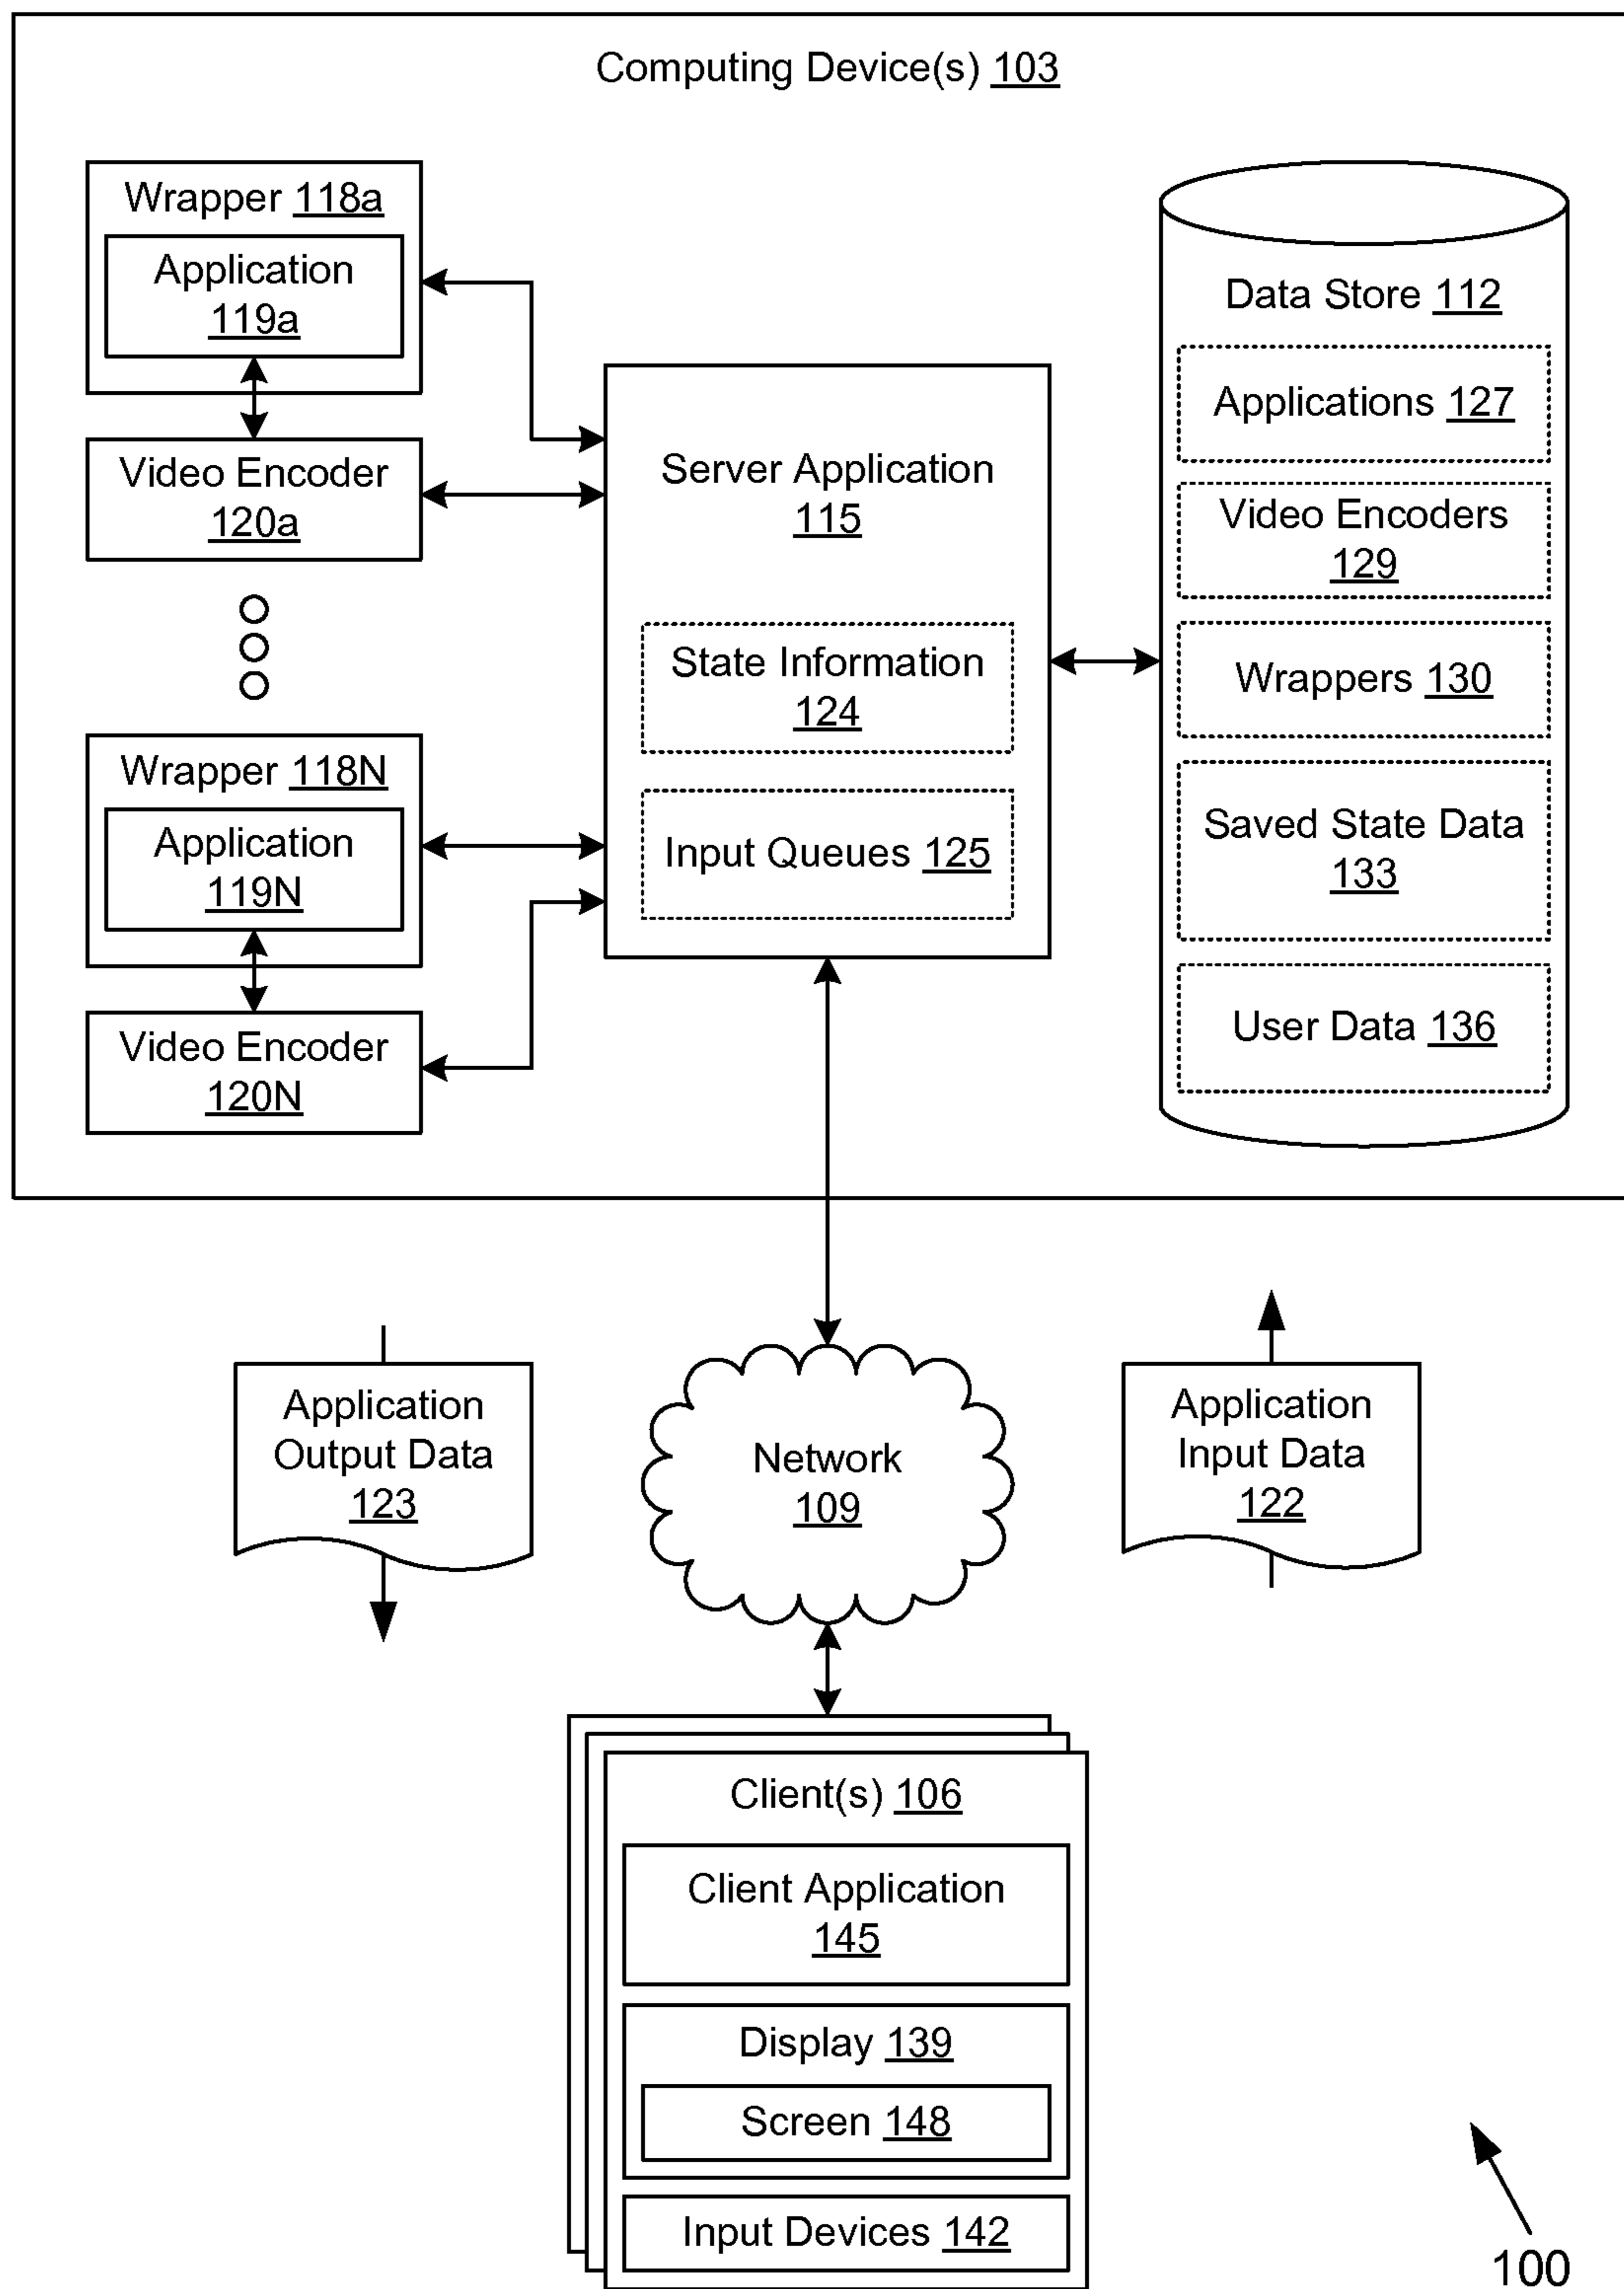 Computing Device(s) 103
Wrapper 118a
Application
119a
Video Encoder
120a
Wrapper 118N
Application
119N
Video Encoder
120N
Server Application
115
State Information
124
Input Queues 125
Data Store 112
Applications 127
Video Encoders
129
Wrappers 130
Saved State Data
133
User Data 136
Application
Output Data
123
Network
109
Application
Input Data
122
Client(s) 106
Client Application
145
Display 139
Screen 148
Input Devices 142
100